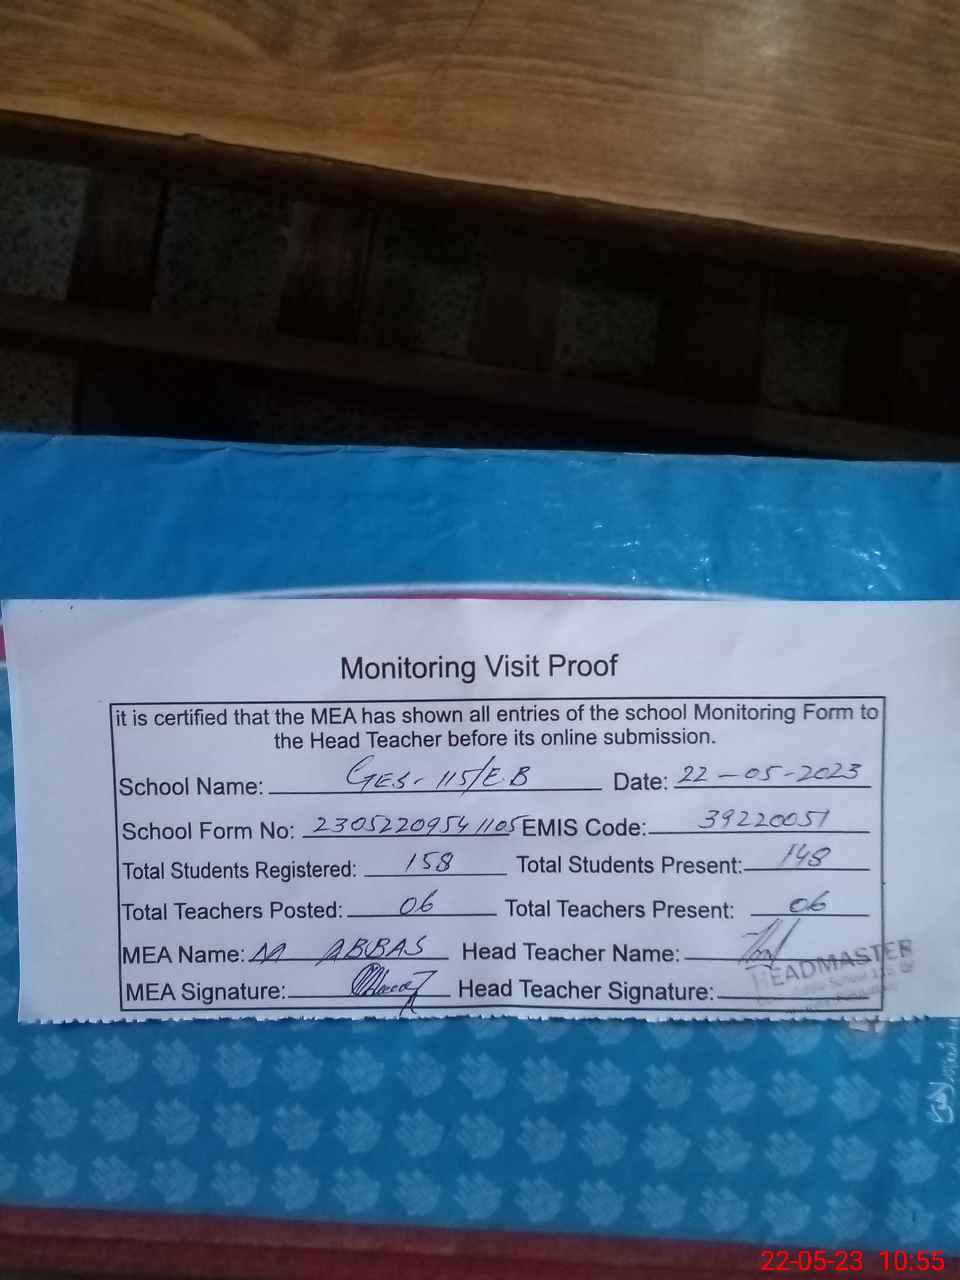 Monitoring Visit Proof
it is certified that the MEA has shown all entries of the school Monitoring Form to
the Head Teacher before its online submission.
School Name: GES-115/E.B Date: 22-05-2023
School Form No: 23052209541105 EMIS Code: 39220051
Total Students Registered: 158 Total Students Present: 148
Total Teachers Posted: 06 Total Teachers Present: 06
MEA Name: M ABBAS Head Teacher Name:
MEA Signature: Head Teacher Signature:
HEADMASTER
22-05-23 10:55